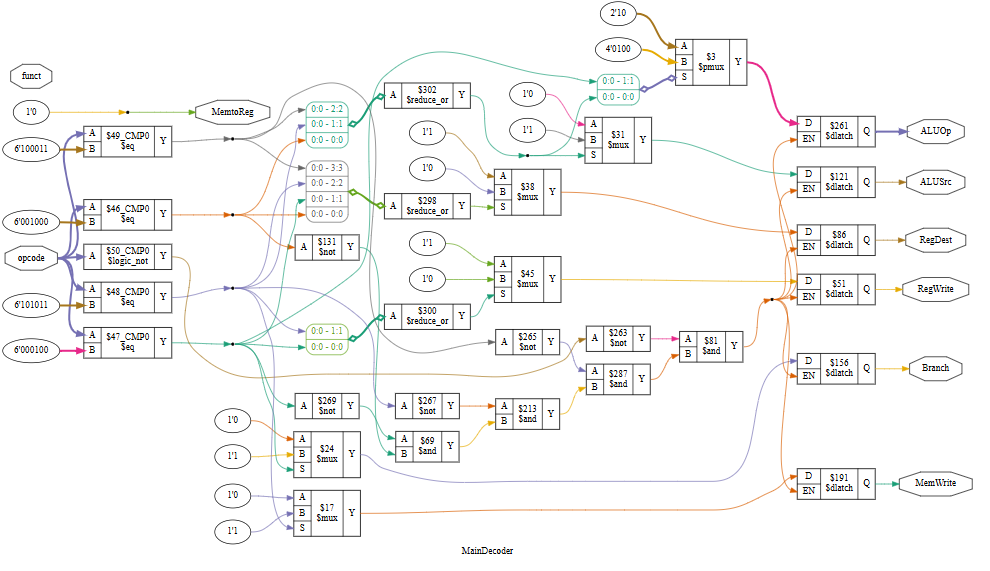 funct
1'0
MemtoReg
6'100011
A
B
$49_CMP0
$eq
Y
6'001000
A
B
$46_CMP0
$eq
Y
opcode
A
$50_CMP0
$logic_not
Y
6'101011
A
B
$48_CMP0
$eq
Y
6'000100
A
B
$47_CMP0
$eq
Y
0:0 - 2:2
0:0 - 1:1
0:0 - 0:0
0:0 - 3:3
0:0 - 2:2
0:0 - 1:1
0:0 - 0:0
A
$131
$not
Y
0:0 - 1:1
0:0 - 0:0
A
$269
$not
Y
1'0
1'1
A
B
S
$24
$mux
Y
1'0
1'1
A
B
S
$17
$mux
Y
A
$302
$reduce_or
Y
1'1
1'0
A
$298
$reduce_or
Y
1'1
1'0
A
$300
$reduce_or
Y
A
$267
$not
Y
A
B
$69
$and
Y
A
B
S
$38
$mux
Y
A
B
S
$45
$mux
Y
A
$265
$not
Y
A
B
$213
$and
Y
1'0
1'1
A
B
S
$31
$mux
Y
2'10
4'0100
0:0 - 1:1
0:0 - 0:0
A
B
S
$3
$pmux
Y
A
$263
$not
Y
A
B
$287
$and
Y
A
B
$81
$and
Y
D
EN
$261
$dlatch
Q
ALUOp
D
EN
$121
$dlatch
Q
ALUSrc
D
EN
$86
$dlatch
Q
RegDest
D
EN
$51
$dlatch
Q
RegWrite
D
EN
$156
$dlatch
Q
Branch
D
EN
$191
$dlatch
Q
MemWrite
MainDecoder